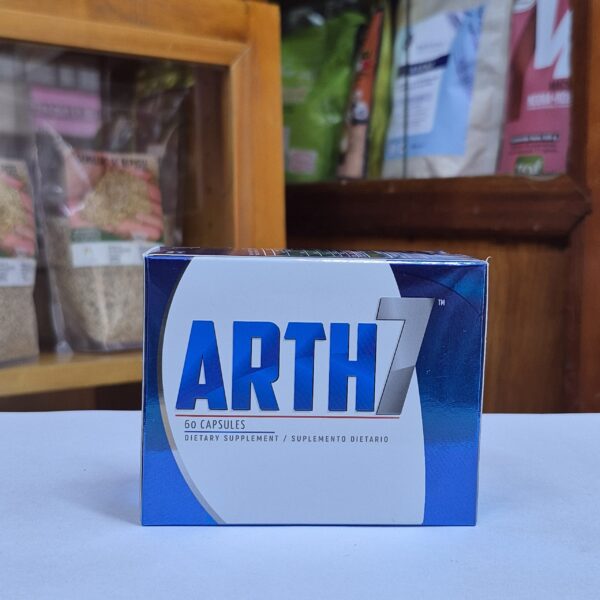 ARTH7™
60 CAPSULES
DIETARY SUPPLEMENT / SUPLEMENTO DIETARIO